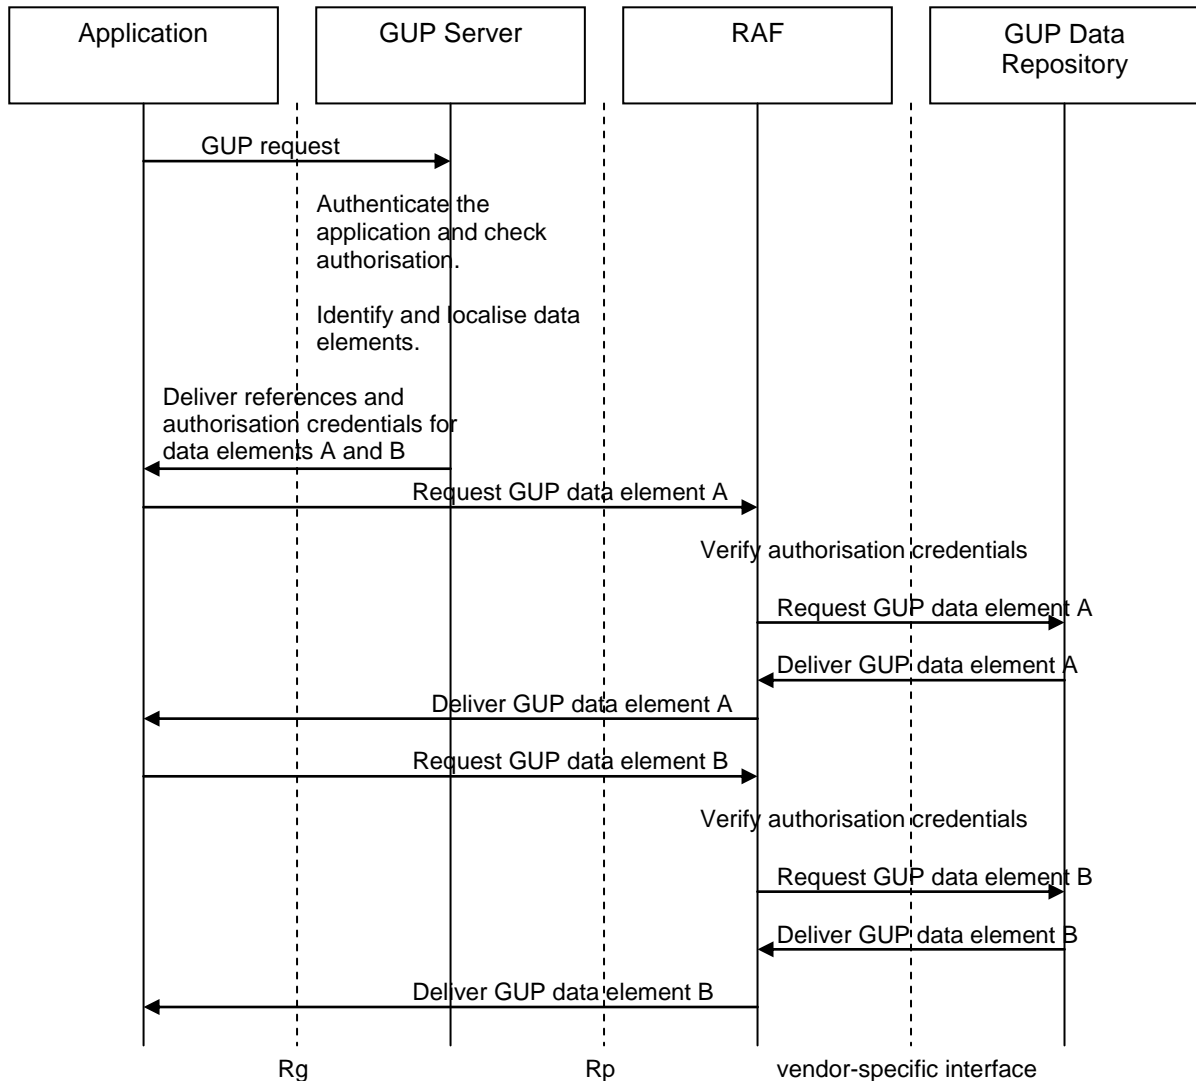 Application
GUP Server
RAF
GUP Data
Repository
GUP request
Authenticate the
application and check
authorisation.
Identify and localise data
elements.
Deliver references and
authorisation credentials for
data elements A and B
Request GUP data element A
Verify authorisation credentials
Request GUP data element A
Deliver GUP data element A
Deliver GUP data element A
Request GUP data element B
Verify authorisation credentials
Request GUP data element B
Deliver GUP data element B
Deliver GUP data element B
Rg
Rp
vendor-specific interface